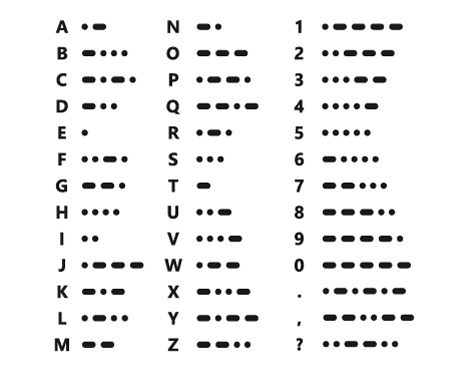 A •− N −• 1 •−−−−
B −••• O −−− 2 ••−−−
C −•−• P •−−• 3 •••−−
D −•• Q −−•− 4 ••••−
E • R •−• 5 •••••
F ••−• S ••• 6 −••••
G −−• T − 7 −−•••
H •••• U ••− 8 −−−••
I •• V •••− 9 −−−−•
J •−−− W •−− 0 −−−−−
K −•− X −••− . •−•−•−
L •−•• Y −•−− , −−••−−
M −− Z −−•• ? ••−−••